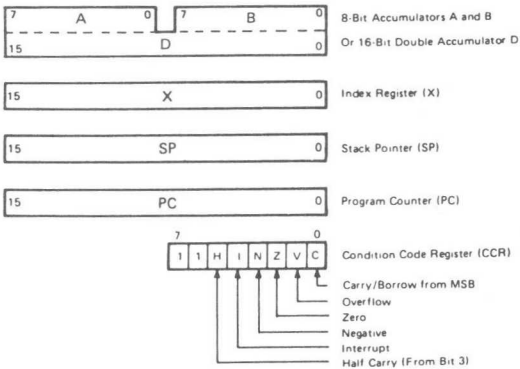 7 A 0 7 B 0 8-Bit Accumulators A and B
15 D 0 Or 16-Bit Double Accumulator D
15 X 0 Index Register (X)
15 SP 0 Stack Pointer (SP)
15 PC 0 Program Counter (PC)
7 0
1 1 H I N Z V C Condition Code Register (CCR)
Carry/Borrow from MSB
Overflow
Zero
Negative
Interrupt
Half Carry (From Bit 3)